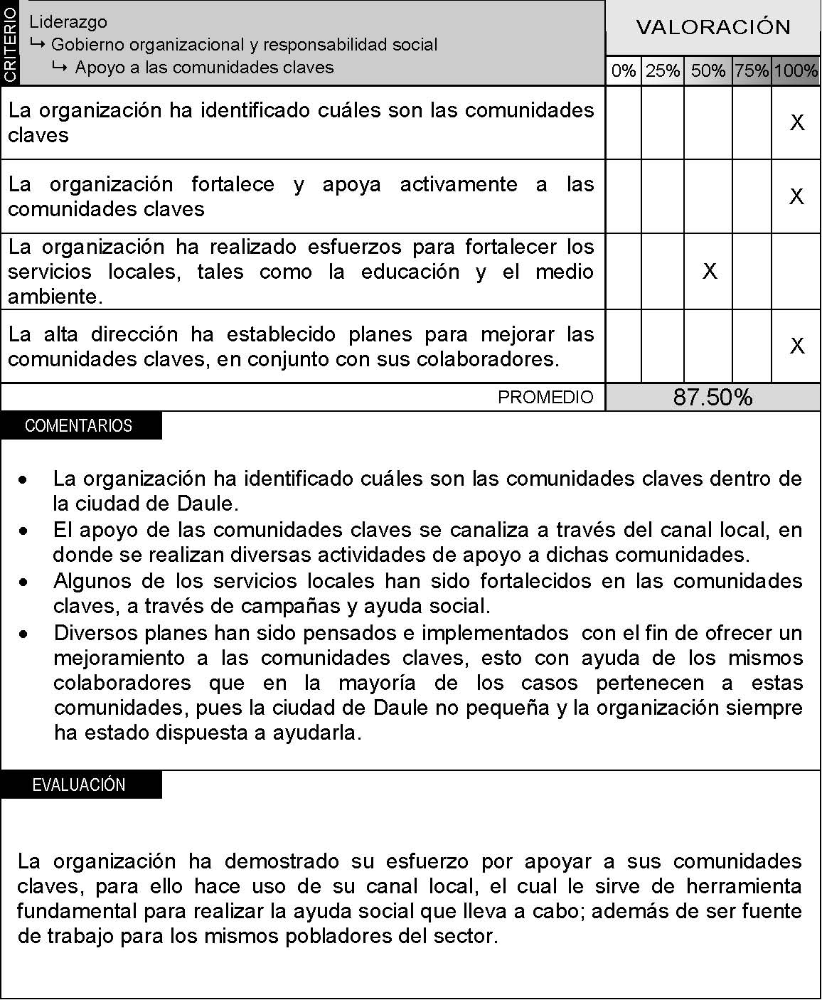 CRITERIO
Liderazgo
↳ Gobierno organizacional y responsabilidad social
↳ Apoyo a las comunidades claves
VALORACIÓN
0% 25% 50% 75% 100%
La organización ha identificado cuáles son las comunidades
claves
X
La organización fortalece y apoya activamente a las
comunidades claves
X
La organización ha realizado esfuerzos para fortalecer los
servicios locales, tales como la educación y el medio
ambiente.
X
La alta dirección ha establecido planes para mejorar las
comunidades claves, en conjunto con sus colaboradores.
X
PROMEDIO 87.50%
COMENTARIOS
• La organización ha identificado cuáles son las comunidades claves dentro de
la ciudad de Daule.
• El apoyo de las comunidades claves se canaliza a través del canal local, en
donde se realizan diversas actividades de apoyo a dichas comunidades.
• Algunos de los servicios locales han sido fortalecidos en las comunidades
claves, a través de campañas y ayuda social.
• Diversos planes han sido pensados e implementados con el fin de ofrecer un
mejoramiento a las comunidades claves, esto con ayuda de los mismos
colaboradores que en la mayoría de los casos pertenecen a estas
comunidades, pues la ciudad de Daule no pequeña y la organización siempre
ha estado dispuesta a ayudarla.
EVALUACIÓN
La organización ha demostrado su esfuerzo por apoyar a sus comunidades
claves, para ello hace uso de su canal local, el cual le sirve de herramienta
fundamental para realizar la ayuda social que lleva a cabo; además de ser fuente
de trabajo para los mismos pobladores del sector.